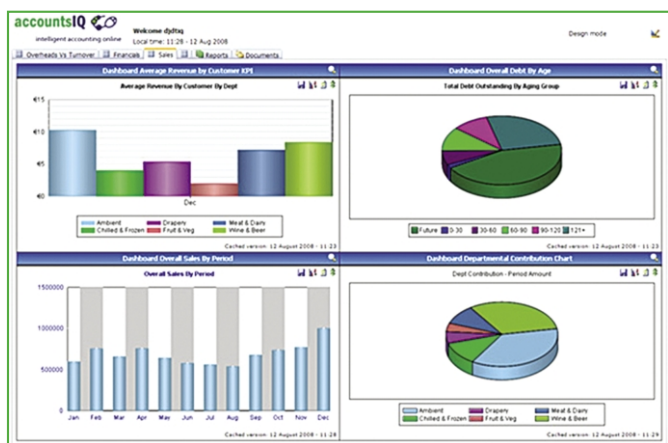 accountsIQ
intelligent accounting online
Welcome djdtiq
Local time: 11:28 - 12 Aug 2008
Design mode
Overheads Vs Turnover
Financials
Sales
Reports
Documents
Dashboard Average Revenue by Customer KPI
Average Revenue By Customer By Dept
€15
€10
€5
€0
Dec
Ambient
Drapery
Meat & Dairy
Chilled & Frozen
Fruit & Veg
Wine & Beer
Cached version: 12 August 2008 - 11:23
Dashboard Overall Debt By Age
Total Debt Outstanding By Aging Group
Future
0-30
30-60
60-90
90-120
121+
Cached version: 12 August 2008 - 11:23
Dashboard Overall Sales By Period
Overall Sales By Period
1500000
1000000
500000
0
Jan Feb Mar Apr May Jun Jul Aug Sep Oct Nov Dec
Cached version: 12 August 2008 - 11:28
Dashboard Departmental Contribution Chart
Dept Contribution - Period Amount
Ambient
Drapery
Meat & Dairy
Chilled & Frozen
Fruit & Veg
Wine & Beer
Cached version: 12 August 2008 - 11:29